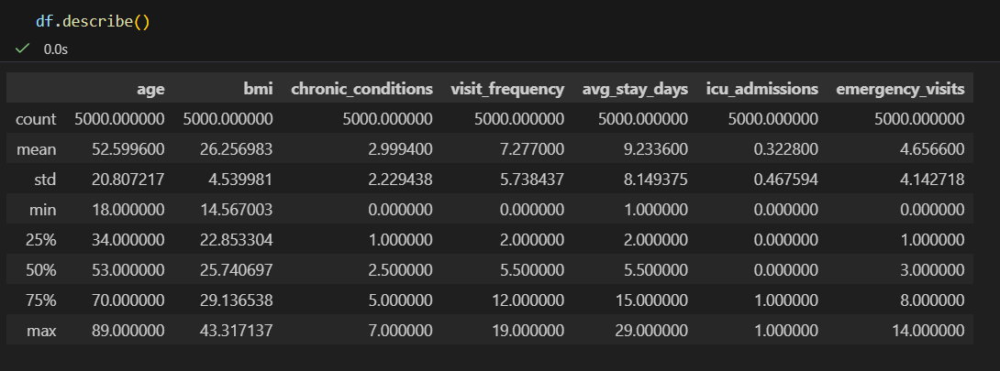 df.describe()
0.0s
age bmi chronic_conditions visit_frequency avg_stay_days icu_admissions emergency_visits
count 5000.000000 5000.000000 5000.000000 5000.000000 5000.000000 5000.000000 5000.000000
mean 52.599600 26.256983 2.999400 7.277000 9.233600 0.322800 4.656600
std 20.807217 4.539981 2.229438 5.738437 8.149375 0.467594 4.142718
min 18.000000 14.567003 0.000000 0.000000 1.000000 0.000000 0.000000
25% 34.000000 22.853304 1.000000 2.000000 2.000000 0.000000 1.000000
50% 53.000000 25.740697 2.500000 5.500000 5.500000 0.000000 3.000000
75% 70.000000 29.136538 5.000000 12.000000 15.000000 1.000000 8.000000
max 89.000000 43.317137 7.000000 19.000000 29.000000 1.000000 14.000000